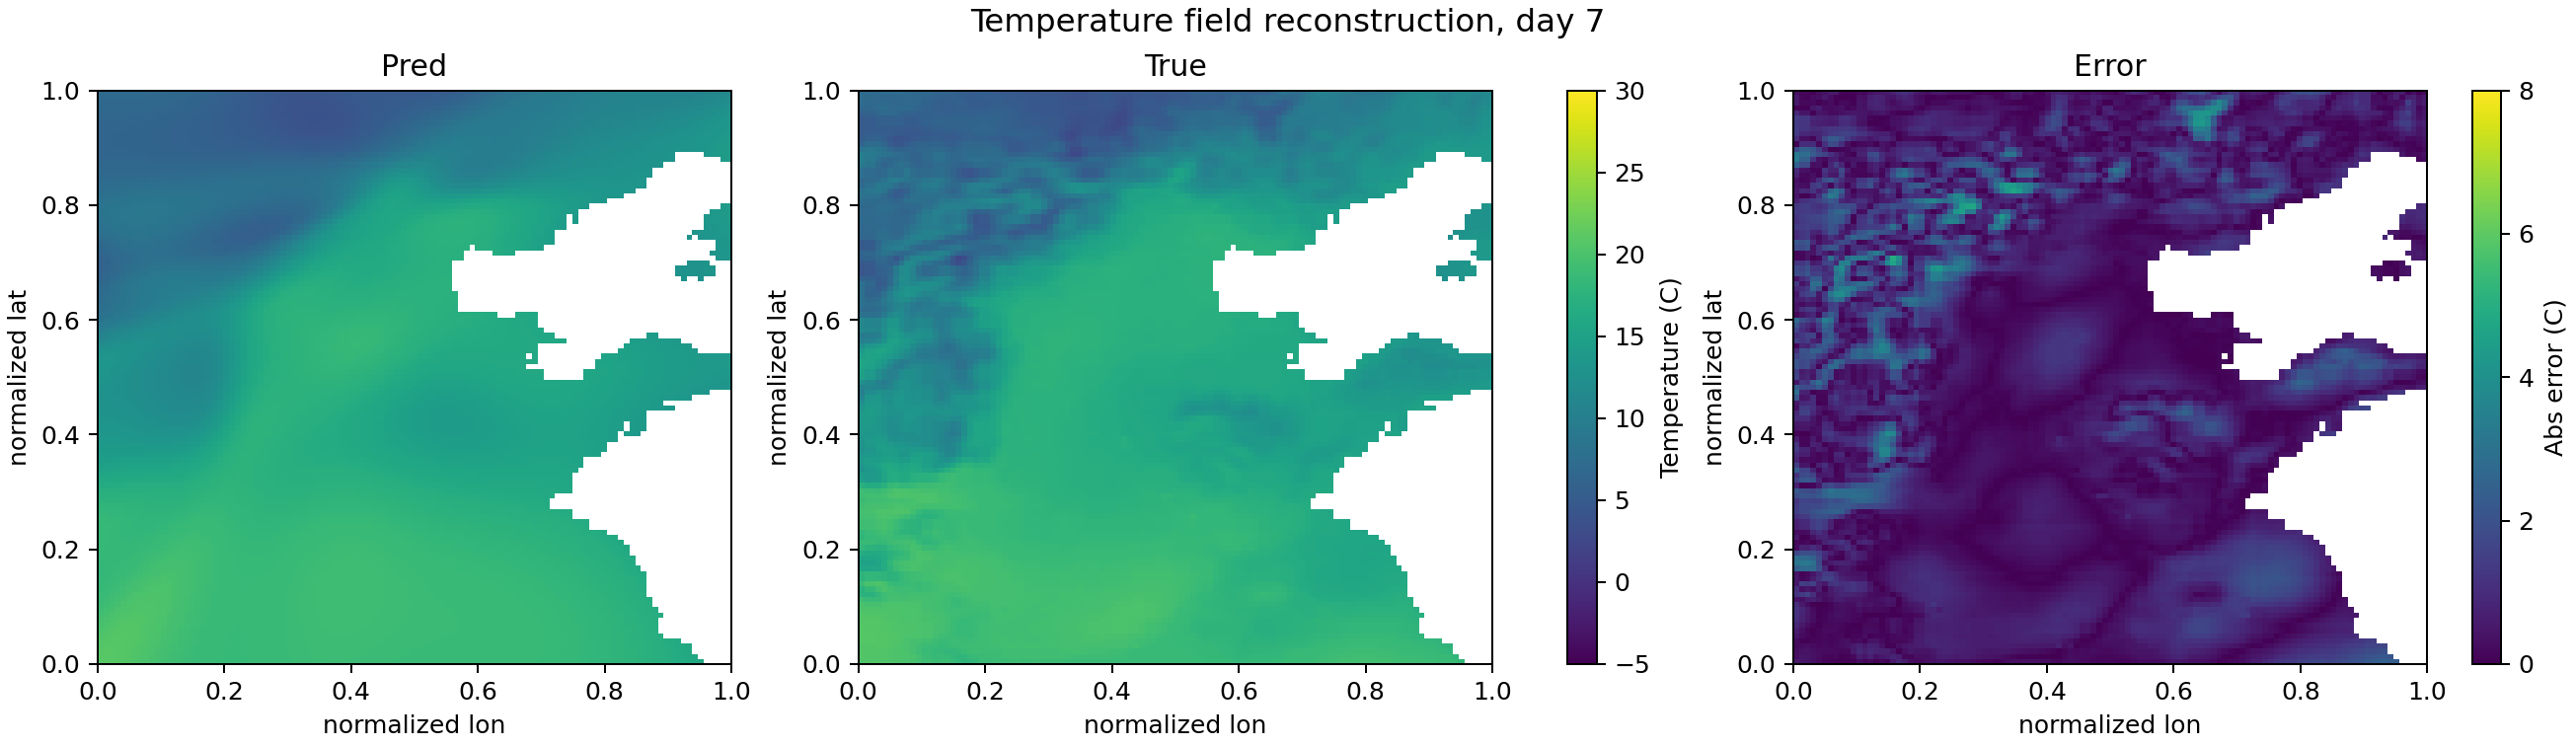 Temperature field reconstruction, day 7
Pred
True
Error
1.0
0.8
0.6
0.4
0.2
0.0
normalized lat
0.0 0.2 0.4 0.6 0.8 1.0
normalized lon
1.0
0.8
0.6
0.4
0.2
0.0
normalized lat
0.0 0.2 0.4 0.6 0.8 1.0
normalized lon
30
25
20
15
10
5
0
−5
Temperature (C)
1.0
0.8
0.6
0.4
0.2
0.0
normalized lat
0.0 0.2 0.4 0.6 0.8 1.0
normalized lon
8
6
4
2
0
Abs error (C)